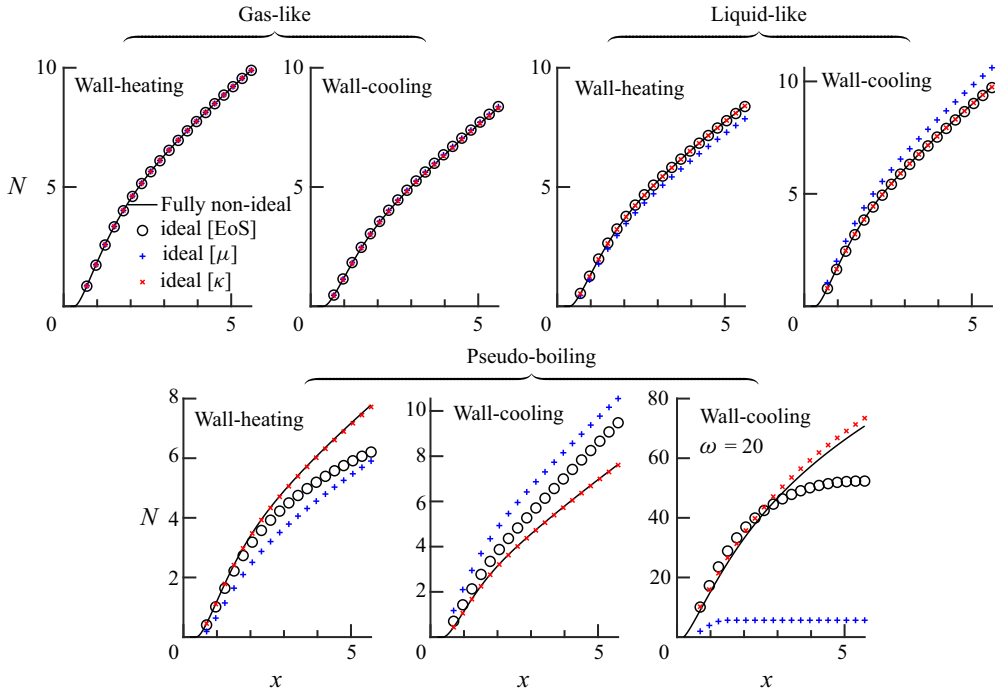 Gas-like Liquid-like
Wall-heating Wall-cooling Wall-heating Wall-cooling
10 10 10 10
5 5 5 5
N
Fully non-ideal
ideal [EoS]
ideal [μ]
ideal [κ]
0 5 0 5 0 5 0 5
Pseudo-boiling
Wall-heating Wall-cooling Wall-cooling
ω = 20
8 10 80
6 8 60
4 6 40
2 4 20
2
N
0 5 0 5 0 5
x x x